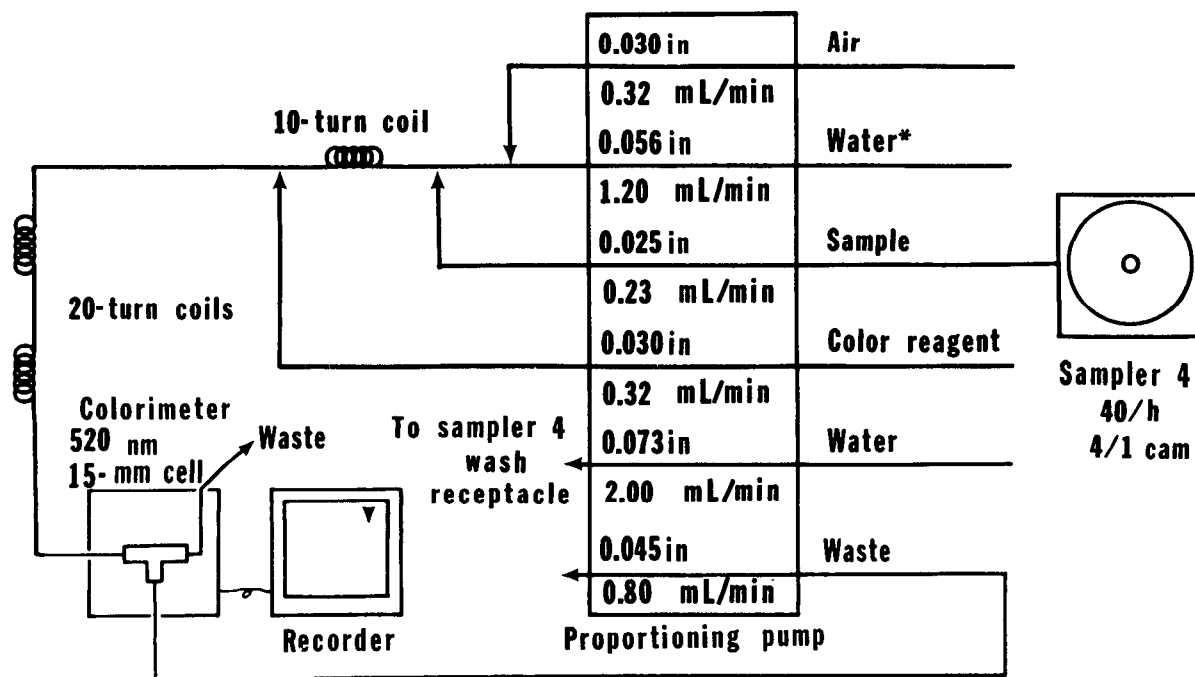 0.030 in
Air
0.32 mL/min
10-turn coil
0.056 in
Water*
1.20 mL/min
0.025 in
Sample
0.23 mL/min
20-turn coils
0.030 in
Color reagent
0.32 mL/min
Sampler 4
40/h
4/1 cam
Colorimeter
520 nm
15-mm cell
Waste
To sampler 4
wash
receptacle
0.073 in
Water
2.00 mL/min
0.045 in
Waste
0.80 mL/min
Recorder
Proportioning pump